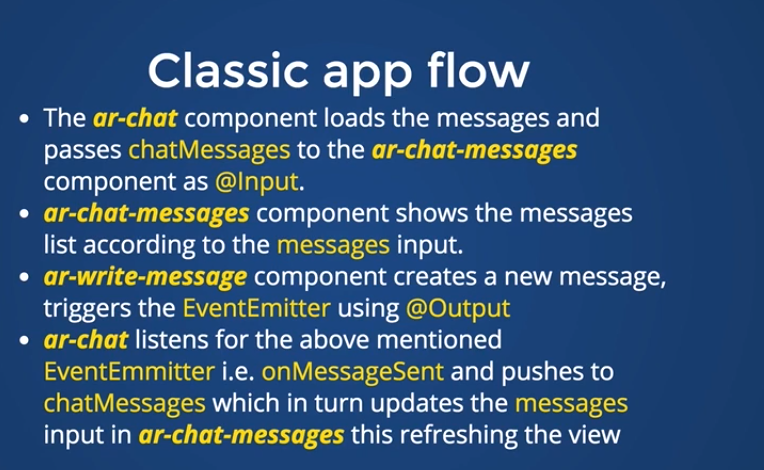 Classic app flow
• The ar-chat component loads the messages and
passes chatMessages to the ar-chat-messages
component as @Input.
• ar-chat-messages component shows the messages
list according to the messages input.
• ar-write-message component creates a new message,
triggers the EventEmitter using @Output
• ar-chat listens for the above mentioned
EventEmmitter i.e. onMessageSent and pushes to
chatMessages which in turn updates the messages
input in ar-chat-messages this refreshing the view